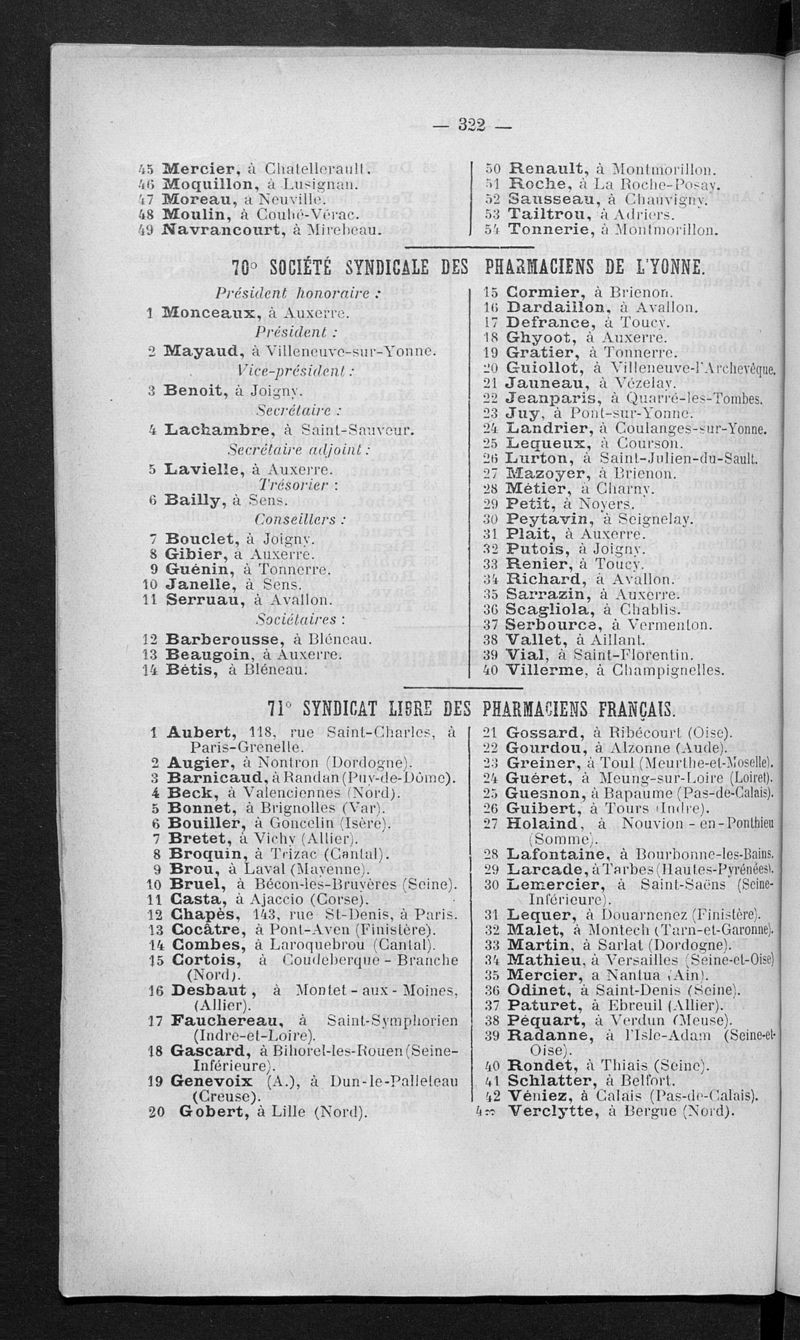 — 322 —
45 Mercier, à Chatellerault.
46 Moquillon, à Lusignan.
47 Moreau, à Neuville.
48 Moulin, à Couhé-Vérac.
49 Navrancourt, à Mirebeau.
50 Renault, à Montmorillon.
51 Roche, à La Roche-Posay.
52 Sausseau, à Chauvigny.
53 Tailtrou, à Adriers.
54 Tonnerie, à Montmorillon.
70° SOCIÉTÉ SYNDICALE DES PHARMACIENS DE L'YONNE.
Président honoraire :
1 Monceaux, à Auxerre.
Président :
2 Mayaud, à Villeneuve-sur-Yonne.
Vice-président :
3 Benoit, à Joigny.
Secrétaire :
4 Lachambre, à Saint-Sauveur.
Secrétaire adjoint :
5 Lavielle, à Auxerre.
Trésorier :
6 Bailly, à Sens.
Conseillers :
7 Bouclet, à Joigny.
8 Gibier, à Auxerre.
9 Guénin, à Tonnerre.
10 Janelle, à Sens.
11 Serruau, à Avallon.
Sociétaires :
12 Barberousse, à Bléneau.
13 Beaugoin, à Auxerre.
14 Bétis, à Bléneau.
15 Cormier, à Brienon.
16 Dardaillon, à Avallon.
17 Defrance, à Toucy.
18 Ghyoot, à Auxerre.
19 Gratier, à Tonnerre.
20 Guiollot, à Villeneuve-l'Archevêque.
21 Jauneau, à Vézelay.
22 Jeanparis, à Quarré-les-Tombes.
23 Juy, à Pont-sur-Yonne.
24 Landrier, à Coulanges-sur-Yonne.
25 Lequeux, à Courson.
26 Lurton, à Saint-Julien-du-Sault.
27 Mazoyer, à Brienon.
28 Métier, à Charny.
29 Petit, à Noyers.
30 Peytavin, à Seignelay.
31 Plait, à Auxerre.
32 Putois, à Joigny.
33 Renier, à Toucy.
34 Richard, à Avallon.
35 Sarrazin, à Auxerre.
36 Scagliola, à Chablis.
37 Serbource, à Vermenton.
38 Vallet, à Aillant.
39 Vial, à Saint-Florentin.
40 Villerme, à Champignelles.
71° SYNDICAT LIBRE DES PHARMACIENS FRANÇAIS.
1 Aubert, 118, rue Saint-Charles, à
Paris-Grenelle.
2 Augier, à Nontron (Dordogne).
3 Barnicaud, à Randan (Puy-de-Dôme).
4 Beck, à Valenciennes (Nord).
5 Bonnet, à Brignolles (Var).
6 Bouiller, à Goncelin (Isère).
7 Bretet, à Vichy (Allier).
8 Broquin, à Trizac (Cantal).
9 Brou, à Laval (Mayenne).
10 Bruel, à Bécon-les-Bruyères (Seine).
11 Casta, à Ajaccio (Corse).
12 Chapès, 143, rue St-Denis, à Paris.
13 Cocâtre, à Pont-Aven (Finistère).
14 Combes, à Laroquebrou (Cantal).
15 Cortois, à Coudeberque-Branche
(Nord).
16 Desbaut, à Montet-aux-Moines,
(Allier).
17 Fauchereau, à Saint-Symphorien
(Indre-et-Loire).
18 Gascard, à Bihorel-les-Rouen (Seine-
Inférieure).
19 Genevoix (A.), à Dun-le-Palleteau
(Creuse).
20 Gobert, à Lille (Nord).
21 Gossard, à Ribécourt (Oise).
22 Gourdou, à Alzonne (Aude).
23 Greiner, à Toul (Meurthe-et-Moselle).
24 Guéret, à Meung-sur-Loire (Loiret).
25 Guesnon, à Bapaume (Pas-de-Calais).
26 Guibert, à Tours (Indre).
27 Holaind, à Nouvion-en-Ponthieu
(Somme).
28 Lafontaine, à Bourbonne-les-Bains.
29 Larcade, à Tarbes (Hautes-Pyrénées).
30 Lemercier, à Saint-Saëns (Seine-
Inférieure).
31 Lequer, à Douarnenez (Finistère).
32 Malet, à Montech (Tarn-et-Garonne).
33 Martin, à Sarlat (Dordogne).
34 Mathieu, à Versailles (Seine-et-Oise)
35 Mercier, a Nantua (Ain).
36 Odinet, à Saint-Denis (Seine).
37 Paturet, à Ebreuil (Allier).
38 Péquart, à Verdun (Meuse).
39 Radanne, à l'Isle-Adam (Seine-et-
Oise).
40 Rondet, à Thiais (Seine).
41 Schlatter, à Belfort.
42 Véniez, à Calais (Pas-de-Calais).
Verclytte, à Bergue (Nord).